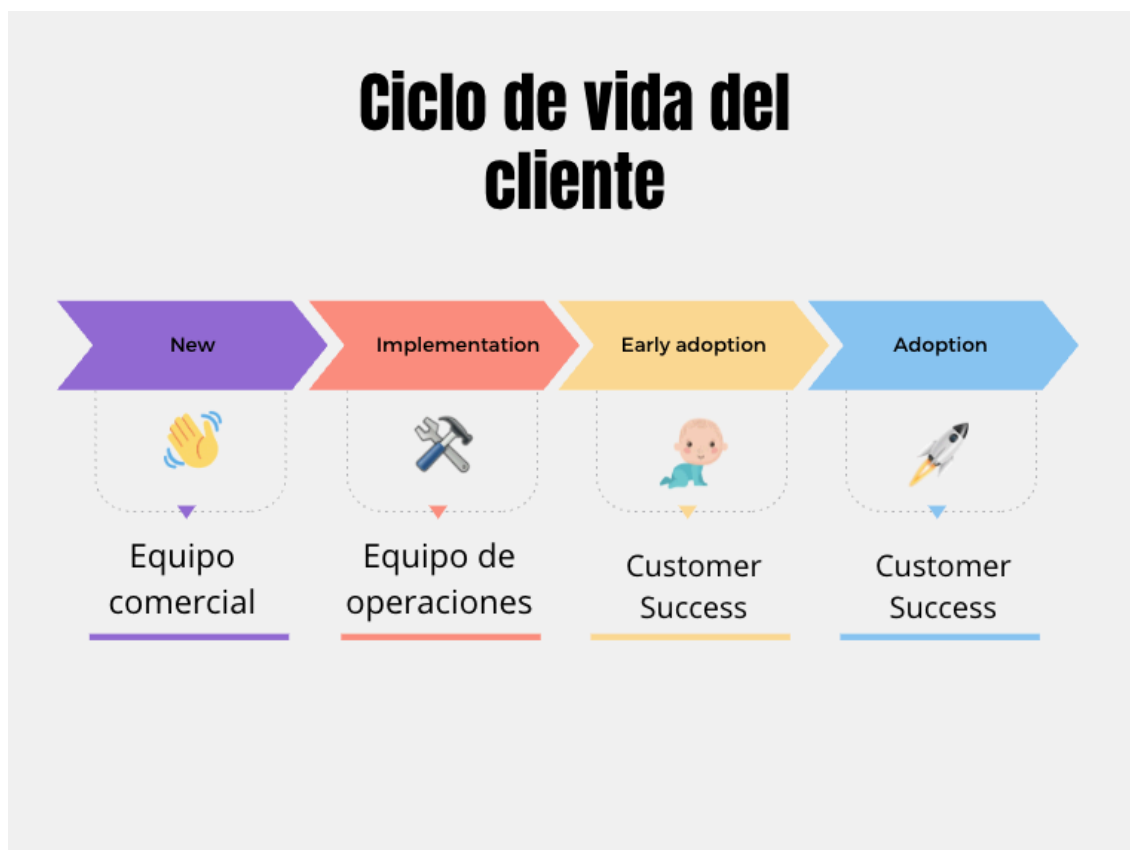 Ciclo de vida del
cliente
New
Implementation
Early adoption
Adoption
Equipo
comercial
Equipo de
operaciones
Customer
Success
Customer
Success